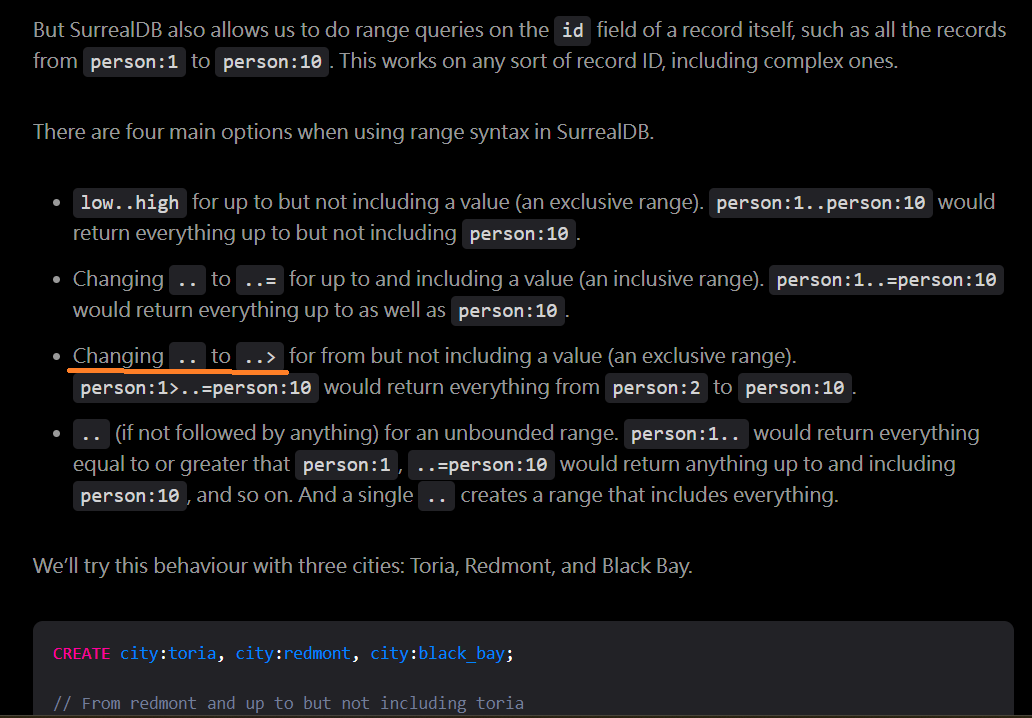 But SurrealDB also allows us to do range queries on the id field of a record itself, such as all the records
from person:1 to person:10. This works on any sort of record ID, including complex ones.
There are four main options when using range syntax in SurrealDB.
• low..high for up to but not including a value (an exclusive range). person:1..person:10 would
return everything up to but not including person:10.
• Changing .. to ..= for up to and including a value (an inclusive range). person:1..=person:10
would return everything up to as well as person:10.
• Changing .. to ..> for from but not including a value (an exclusive range).
person:1>..=person:10 would return everything from person:2 to person:10.
• .. (if not followed by anything) for an unbounded range. person:1.. would return everything
equal to or greater that person:1, ..=person:10 would return anything up to and including
person:10, and so on. And a single .. creates a range that includes everything.
We’ll try this behaviour with three cities: Toria, Redmont, and Black Bay.
CREATE city:toria, city:redmont, city:black_bay;
// From redmont and up to but not including toria